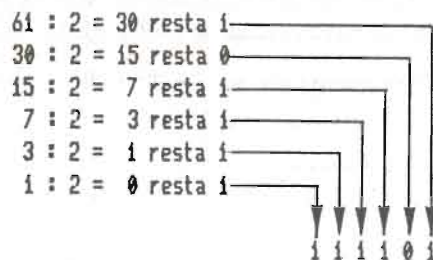 61 : 2 = 30 resta 1
30 : 2 = 15 resta 0
15 : 2 = 7 resta 1
7 : 2 = 3 resta 1
3 : 2 = 1 resta 1
1 : 2 = 0 resta 1
1 1 1 1 0 1